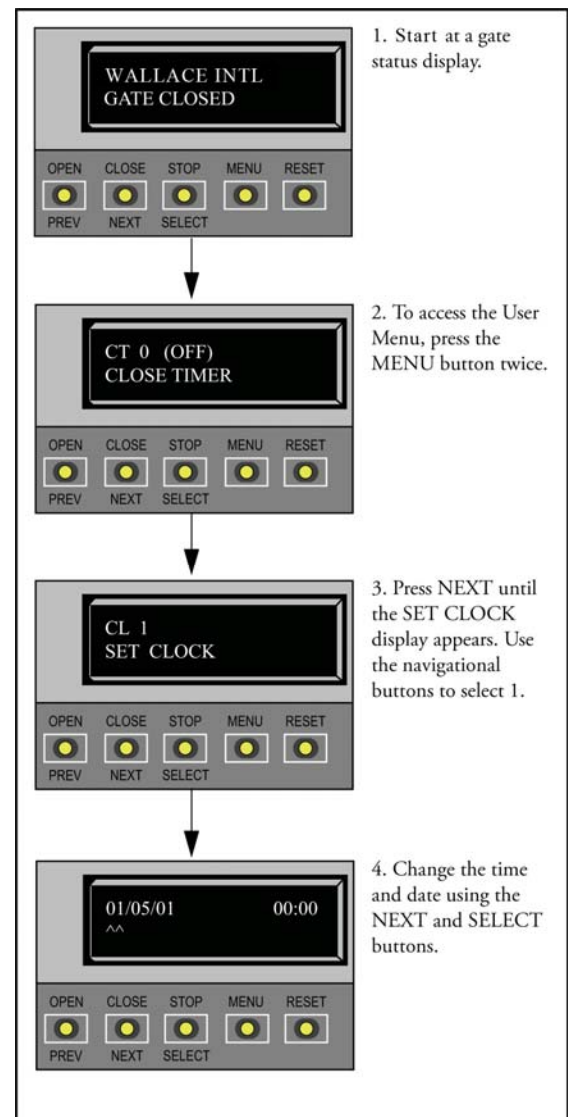 1. Start at a gate
status display.
WALLACE INTL
GATE CLOSED
OPEN CLOSE STOP MENU RESET
PREV NEXT SELECT
2. To access the User
Menu, press the
MENU button twice.
CT 0 (OFF)
CLOSE TIMER
OPEN CLOSE STOP MENU RESET
PREV NEXT SELECT
3. Press NEXT until
the SET CLOCK
display appears. Use
the navigational
buttons to select 1.
CL 1
SET CLOCK
OPEN CLOSE STOP MENU RESET
PREV NEXT SELECT
4. Change the time
and date using the
NEXT and SELECT
buttons.
01/05/01 00:00
^^
OPEN CLOSE STOP MENU RESET
PREV NEXT SELECT